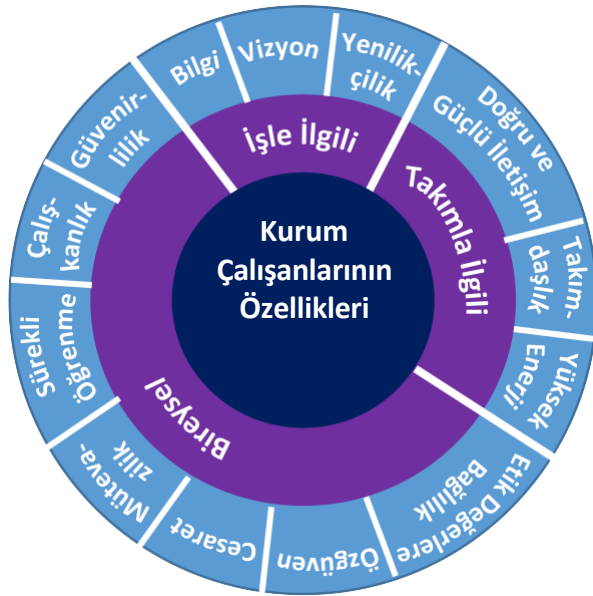 Kurum
Çalışanlarının
Özellikleri
İşle İlgili
Bilgi
Vizyon
Yenilik-
çilik
Takımla İlgili
Doğru ve
Güçlü İletişim
Takım-
daşlık
Yüksek
Enerji
Bireysel
Etik Değerlere
Bağlılık
Özgüven
Cesaret
Müteva-
zilik
Sürekli
Öğrenme
Çalış-
kanlık
Güvenir-
lilik